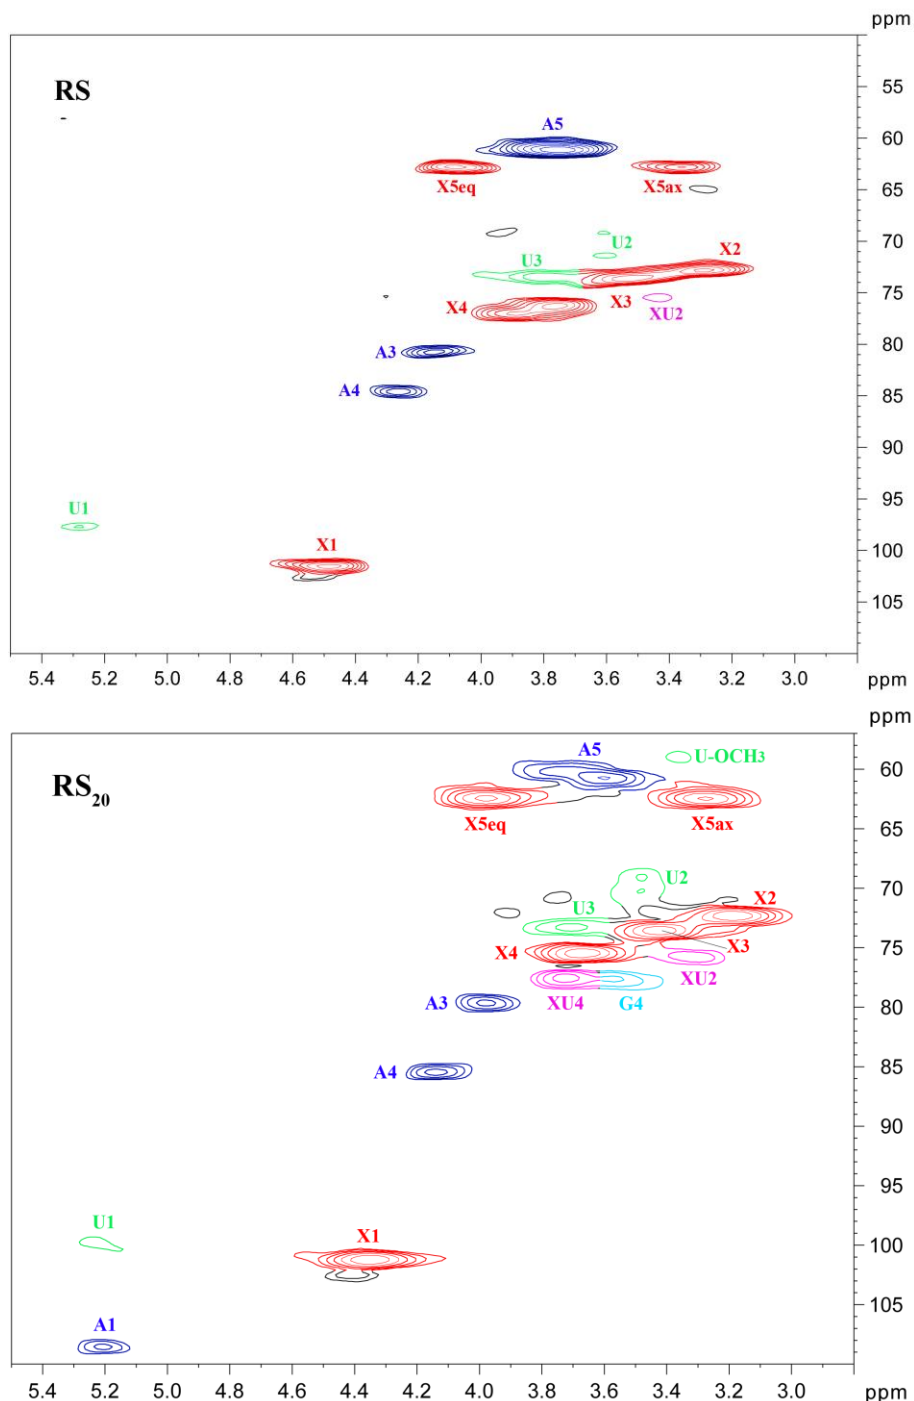 ppm
55
RS
A5
60
X5eq
X5ax
65
U2
70
U3
X2
X4
X3
75
XU2
A3
80
A4
85
90
95
U1
X1
100
105
5.4 5.2 5.0 4.8 4.6 4.4 4.2 4.0 3.8 3.6 3.4 3.2 3.0 ppm
ppm
A5
U-OCH3
60
RS20
X5eq
X5ax
65
U2
70
U3
X2
X4
X3
75
XU2
A3
XU4
G4
80
A4
85
90
95
U1
X1
100
A1
105
5.4 5.2 5.0 4.8 4.6 4.4 4.2 4.0 3.8 3.6 3.4 3.2 3.0 ppm